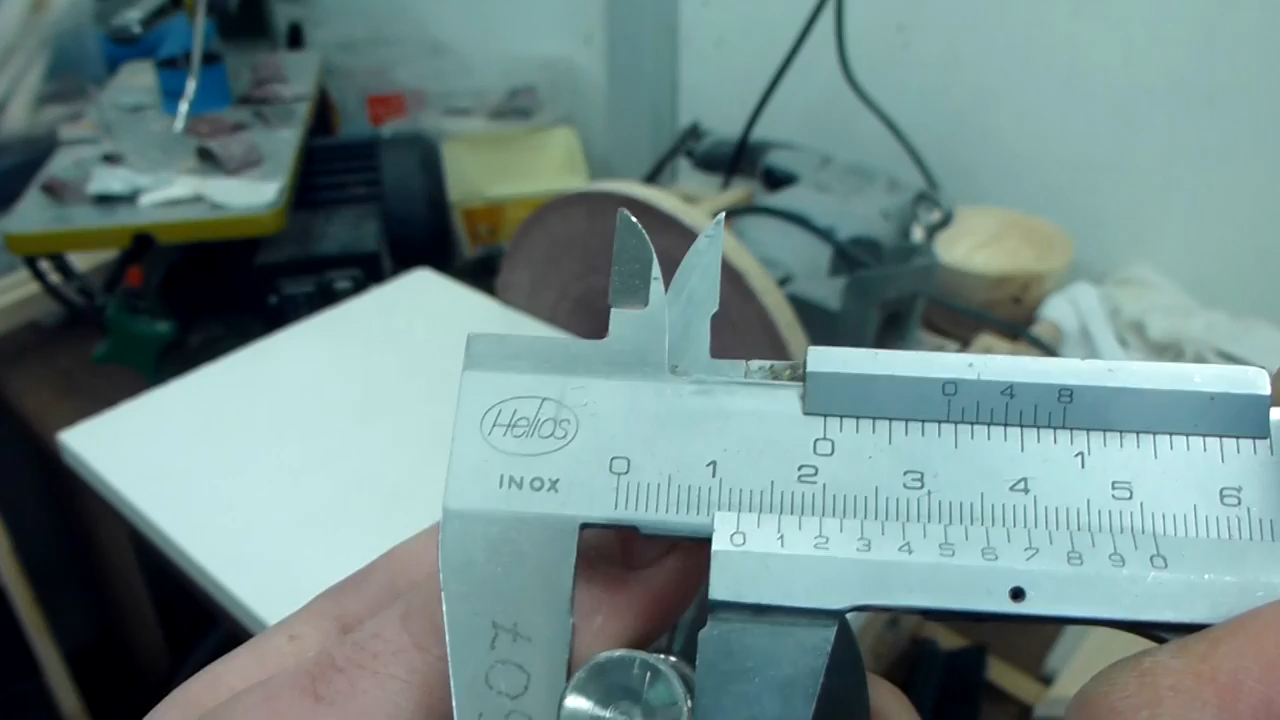 0 4 8
Helios
0 1
INOX
0 1 2 3 4 5 6
0 1 2 3 4 5 6 7 8 9 0